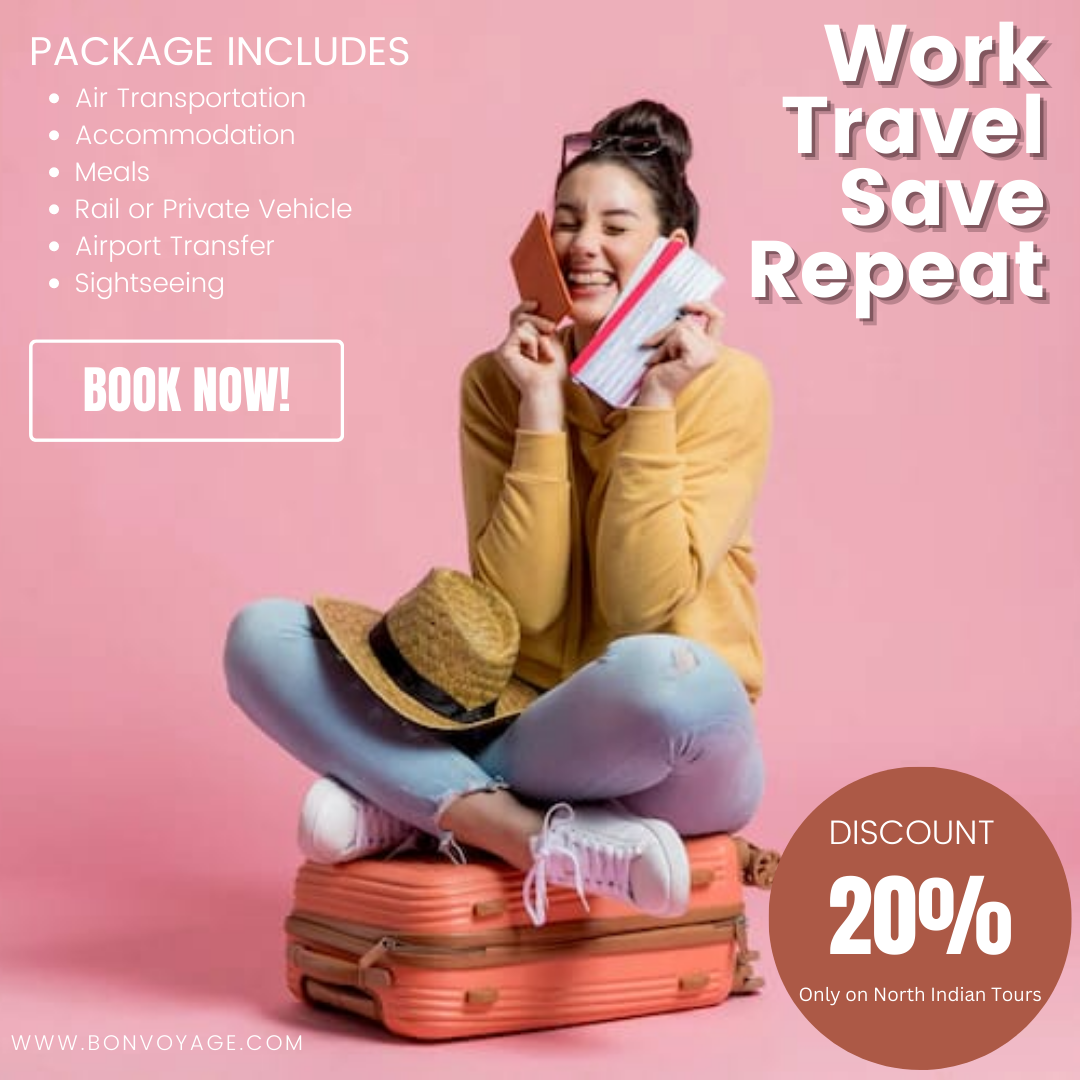 PACKAGE INCLUDES
• Air Transportation
• Accommodation
• Meals
• Rail or Private Vehicle
• Airport Transfer
• Sightseeing
BOOK NOW!
Work
Travel
Save
Repeat
DISCOUNT
20%
Only on North Indian Tours
WWW.BONVOYAGE.COM